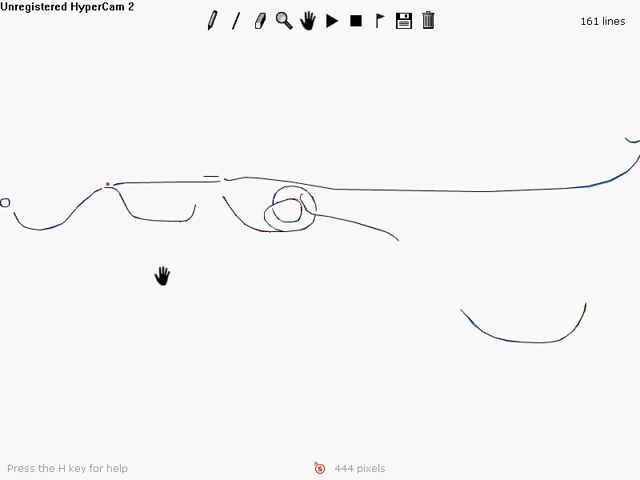 Unregistered HyperCam 2
161 lines
Press the H key for help
444 pixels